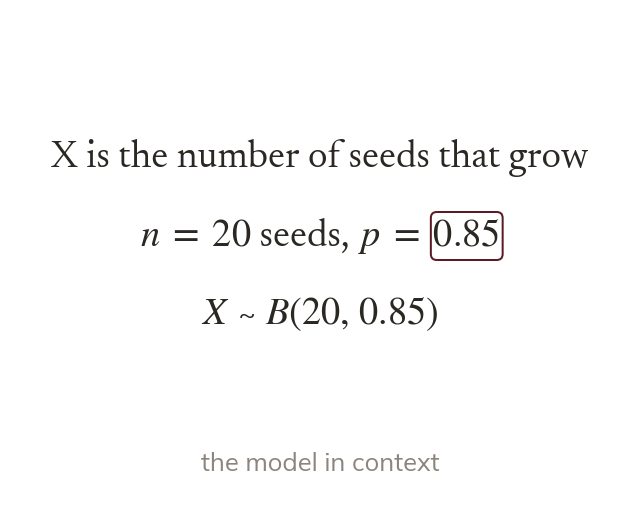 X is the number of seeds that grow
n = 20 seeds, p = 0.85
X ~ B(20, 0.85)
the model in context